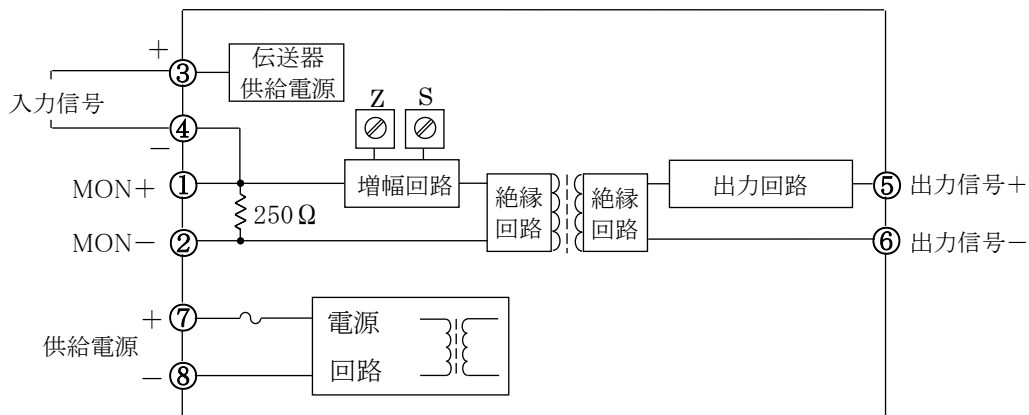 +
③
伝送器
供給電源
入力信号
④
−
Z
S
MON+
①
増幅回路
250Ω
MON−
②
絶縁
回路
絶縁
回路
出力回路
⑤
出力信号+
⑥
出力信号−
+
⑦
供給電源
−
⑧
電源
回路